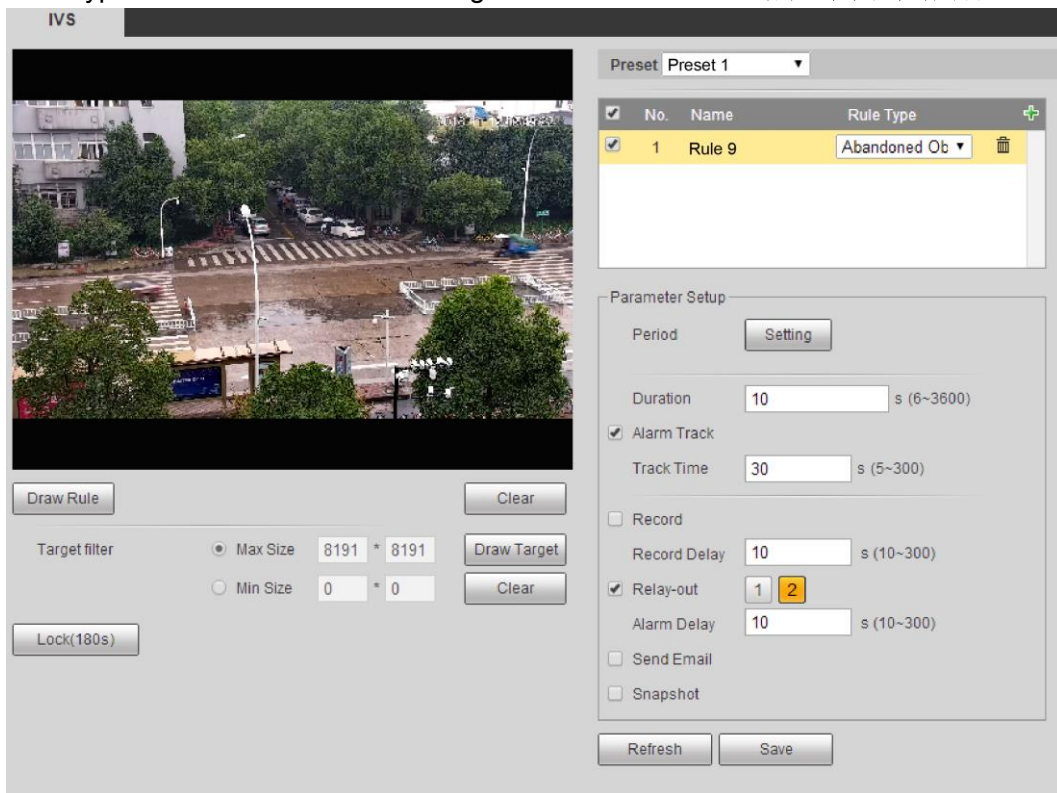 IVS
Preset Preset 1
No. Name Rule Type
1 Rule 9 Abandoned Ob
Parameter Setup
Period Setting
Duration 10 s (6~3600)
Alarm Track
Track Time 30 s (5~300)
Draw Rule Clear
Record
Target filter Max Size 8191 * 8191 Draw Target
Record Delay 10 s (10~300)
Min Size 0 * 0 Clear
Relay-out 1 2
Alarm Delay 10 s (10~300)
Lock(180s)
Send Email
Snapshot
Refresh Save